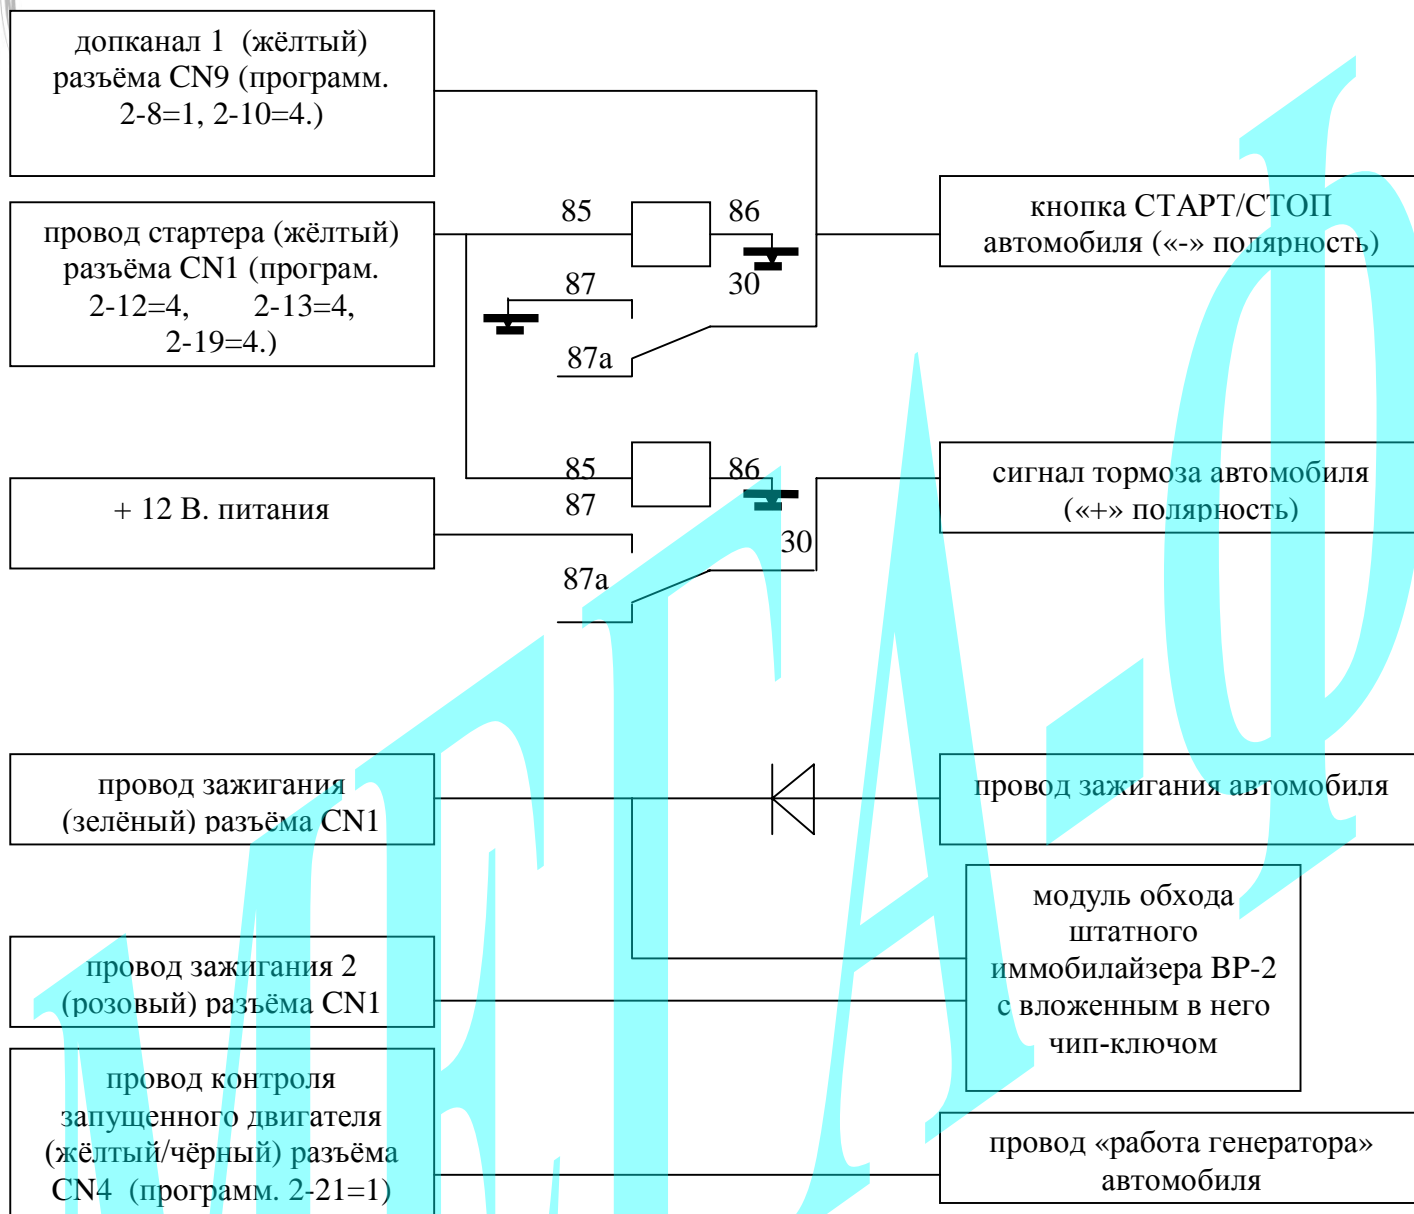 допканал 1 (жёлтый)
разъёма CN9 (программ.
2-8=1, 2-10=4.)
провод стартера (жёлтый)
разъёма CN1 (програм.
2-12=4, 2-13=4,
2-19=4.)
85
86
87
30
87а
кнопка СТАРТ/СТОП
автомобиля («-» полярность)
+ 12 В. питания
85
86
87
30
87а
сигнал тормоза автомобиля
(«+» полярность)
провод зажигания
(зелёный) разъёма CN1
провод зажигания автомобиля
модуль обхода
штатного
иммобилайзера BP-2
с вложенным в него
чип-ключом
провод зажигания 2
(розовый) разъёма CN1
провод контроля
запущенного двигателя
(жёлтый/чёрный) разъёма
CN4 (программ. 2-21=1)
провод «работа генератора»
автомобиля
МЕГА-Ф